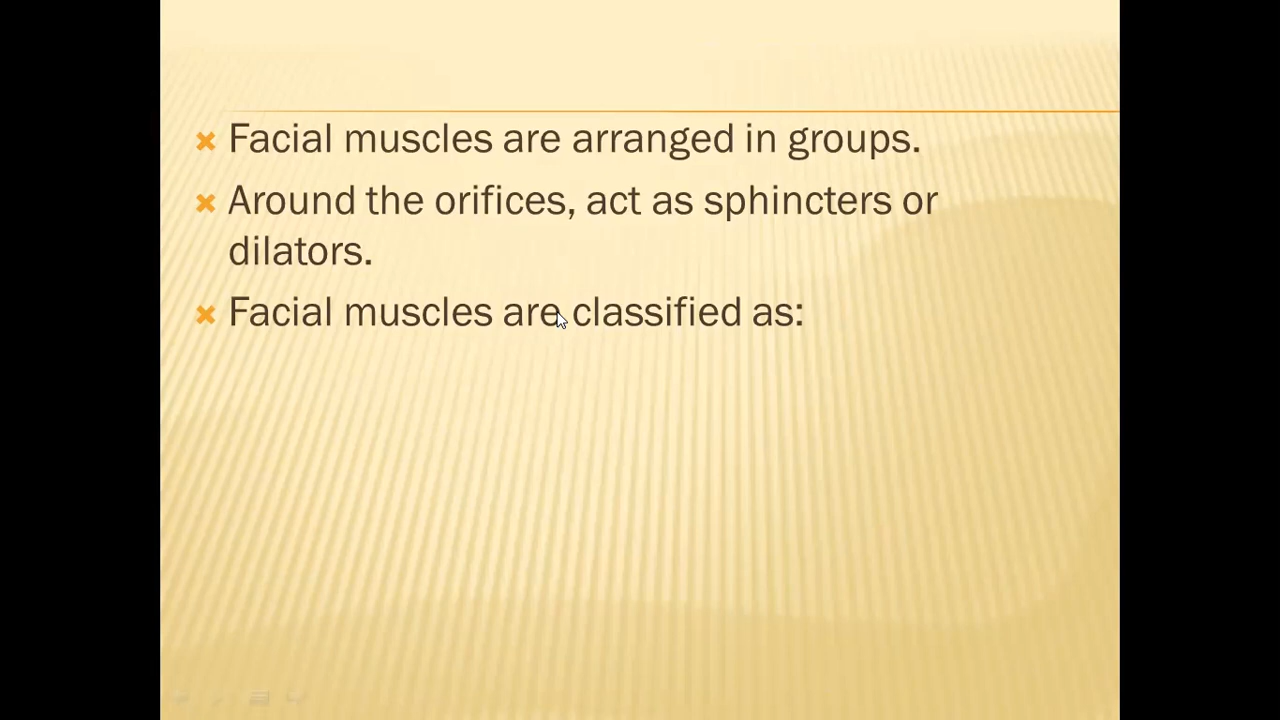 Facial muscles are arranged in groups.
Around the orifices, act as sphincters or
dilators.
Facial muscles are classified as: